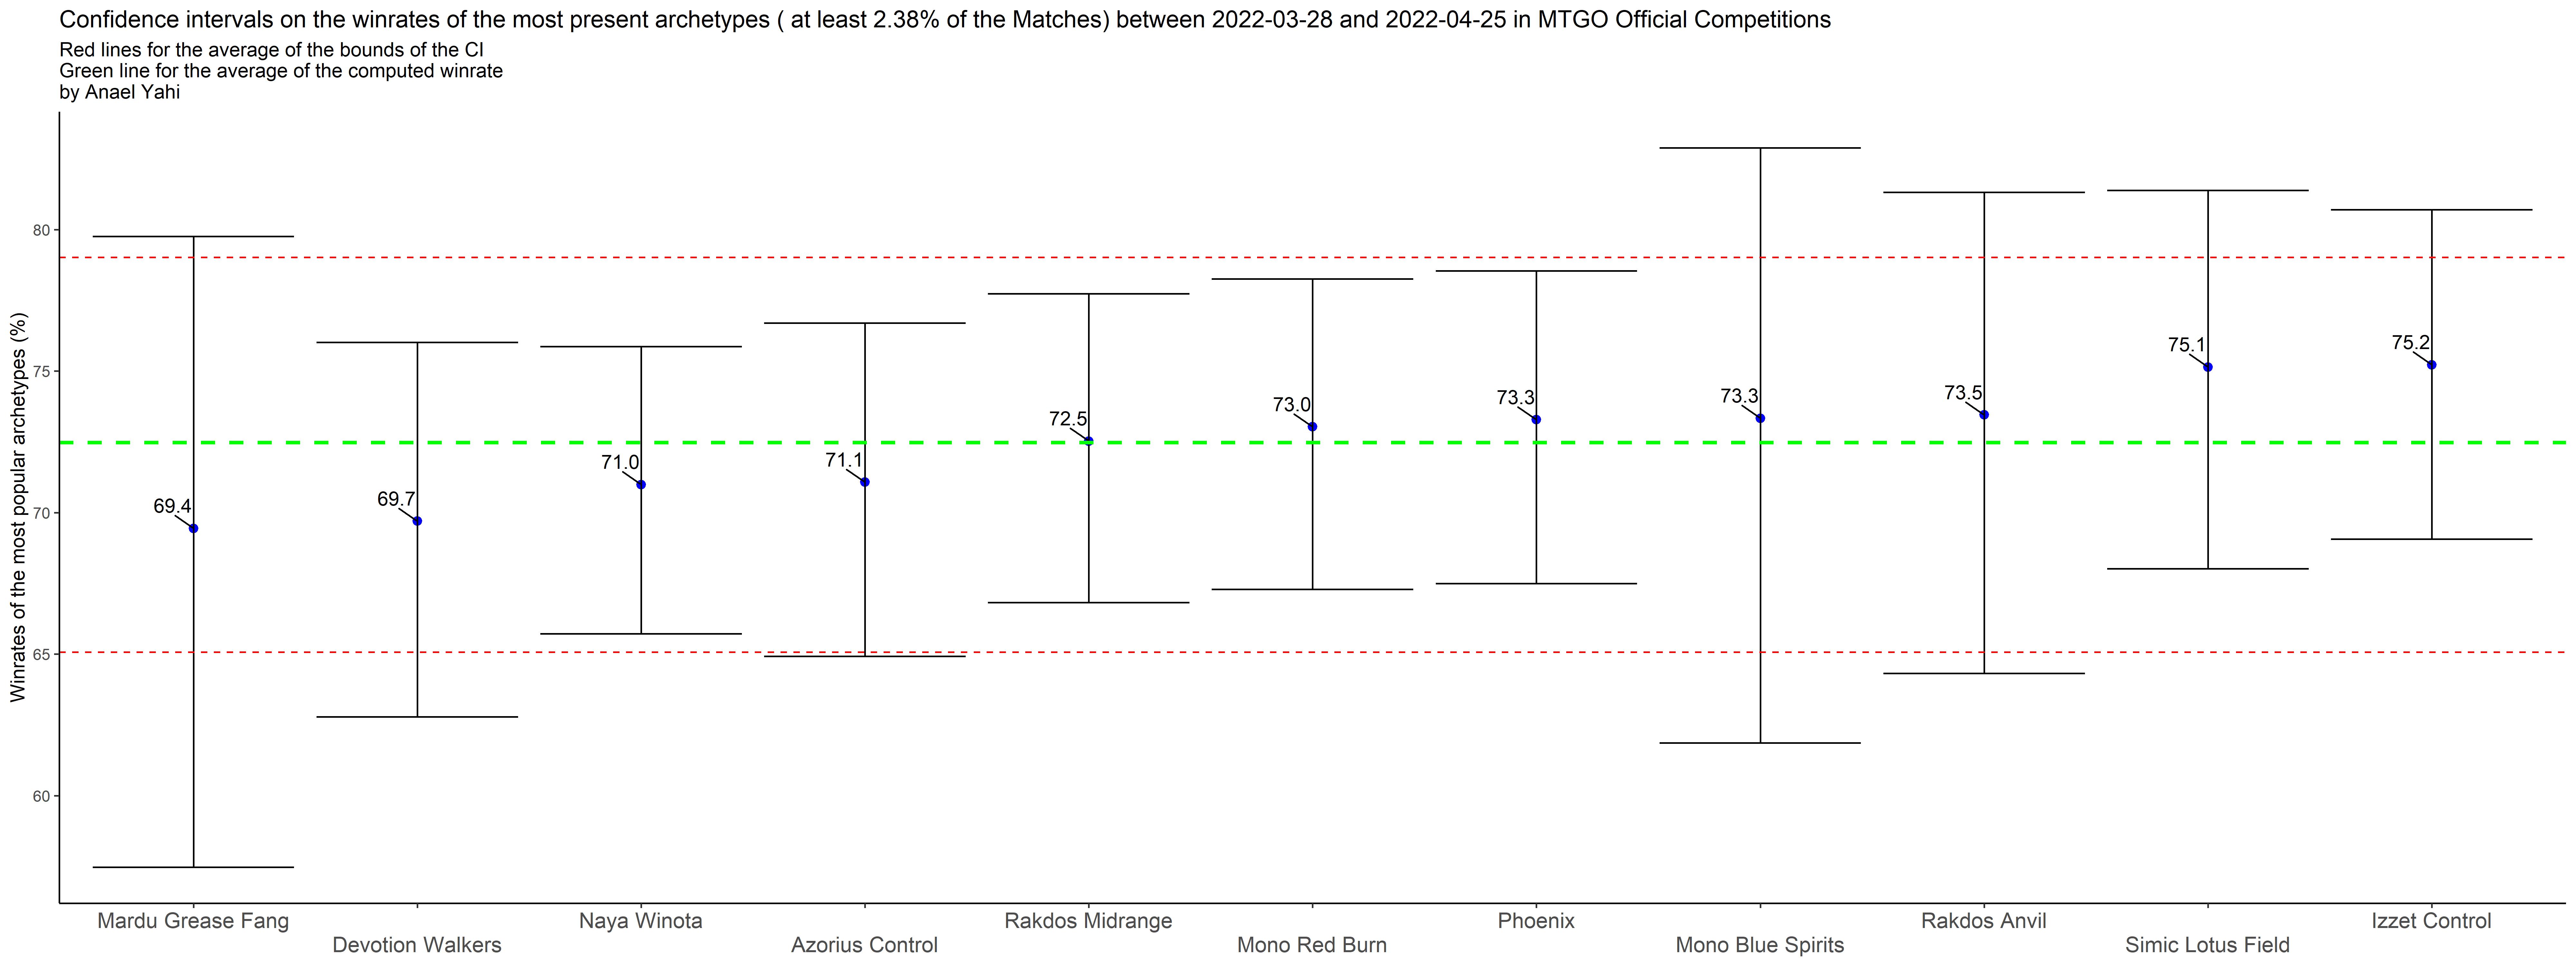 Confidence intervals on the winrates of the most present archetypes ( at least 2.38% of the Matches) between 2022-03-28 and 2022-04-25 in MTGO Official Competitions
Red lines for the average of the bounds of the CI
Green line for the average of the computed winrate
by Anael Yahi
Winrates of the most popular archetypes (%)
80
75
70
65
60
69.4
69.7
71.0
71.1
72.5
73.0
73.3
73.3
73.5
75.1
75.2
Mardu Grease Fang
Devotion Walkers
Naya Winota
Azorius Control
Rakdos Midrange
Mono Red Burn
Phoenix
Mono Blue Spirits
Rakdos Anvil
Simic Lotus Field
Izzet Control